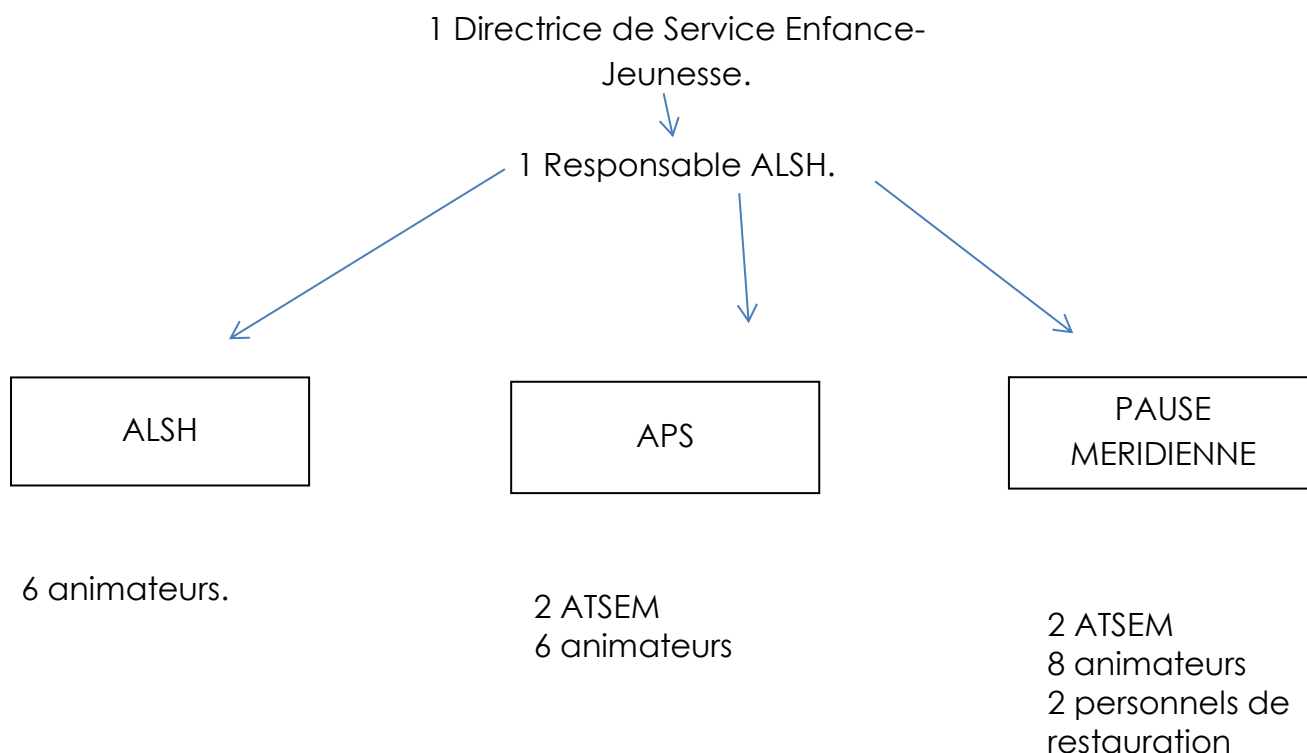 1 Directrice de Service Enfance-
Jeunesse.
1 Responsable ALSH.
ALSH
APS
PAUSE
MERIDIENNE
6 animateurs.
2 ATSEM
6 animateurs
2 ATSEM
8 animateurs
2 personnels de
restauration